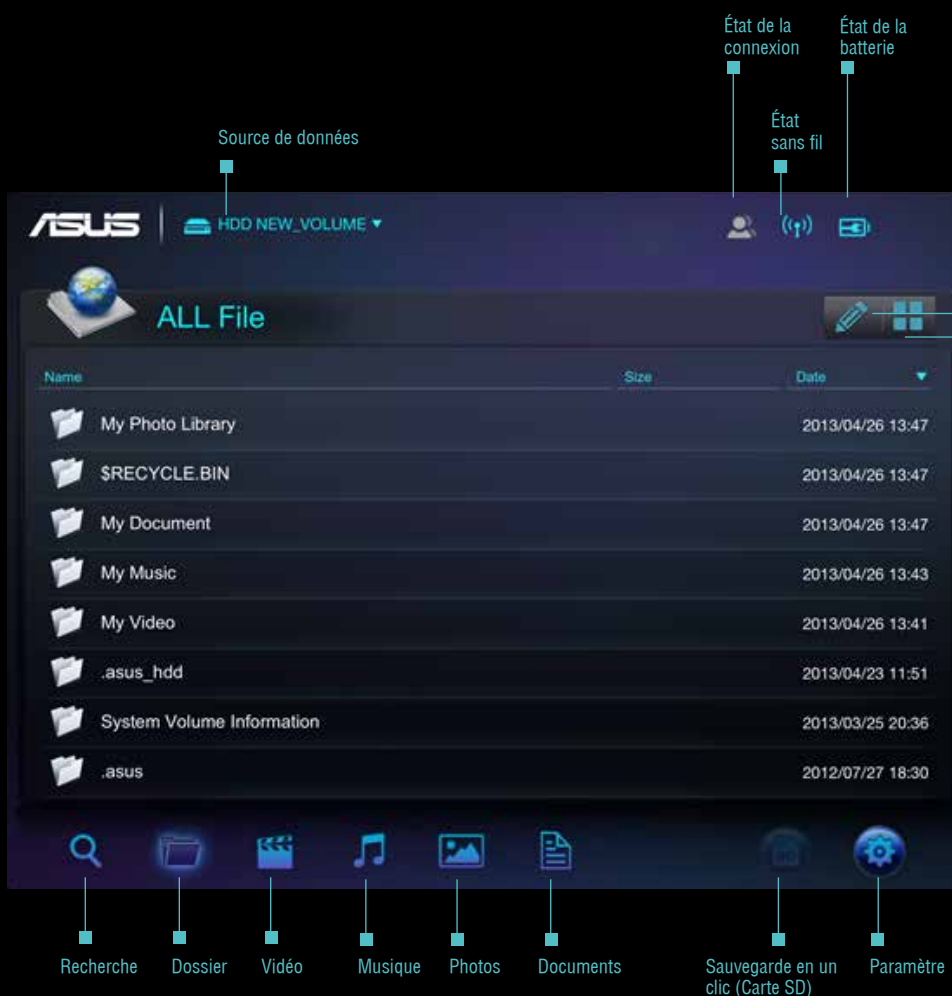 État de la
connexion
État de la
batterie
État
sans fil
Source de données
ASUS
HDD NEW_VOLUME
ALL File
Name Size Date
My Photo Library 2013/04/26 13:47
$RECYCLE.BIN 2013/04/26 13:47
My Document 2013/04/26 13:47
My Music 2013/04/26 13:43
My Video 2013/04/26 13:41
.asus_hdd 2013/04/23 11:51
System Volume Information 2013/03/25 20:36
.asus 2012/07/27 18:30
Recherche
Dossier
Vidéo
Musique
Photos
Documents
Sauvegarde en un
clic (Carte SD)
Paramètre